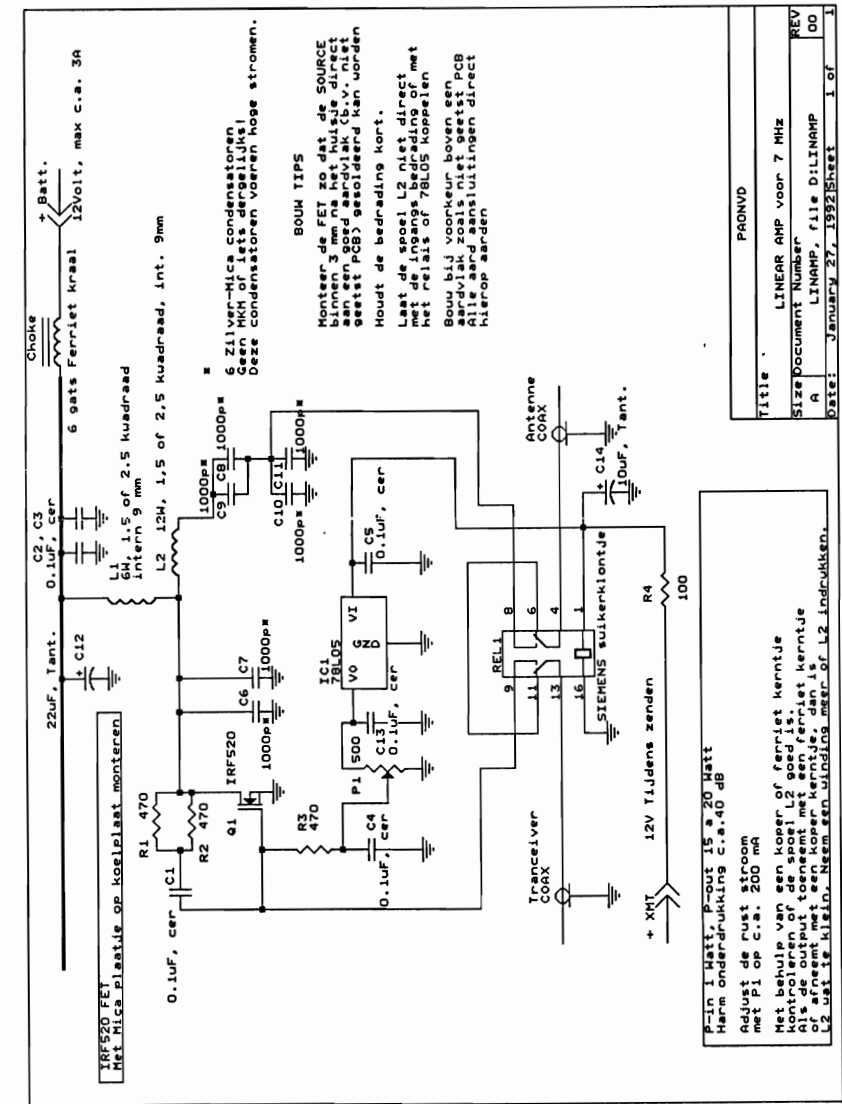 IRF520 FET
Met Mica plaatje op koelplaat monteren
22uF, Tant.
+ C12
C2, C3
0.1uF, cer
Choke
6 gats Ferriet kraal
+ Batt.
12Volt, max c.a. 3A
L1
6W, 1.5 of 2.5 kwadraad
intern 9 mm
L2 12W, 1,5 of 2,5 kwadraad, int. 9mm
R1
470
470
R2
C1
0.1uF, cer
Q1
IRF520
C6
1000p*
C7
1000p*
1000p*
C9
C8
1000p*
C10
C11
1000p*
1000p*
*
6 Zilver-Mica condensatoren
Geen MKM of iets dergelijks!
Deze condensatoren voeren hoge stromen.
R3
470
C4
0.1uF, cer
P1
500
C13
0.1uF, cer
IC1
78L05
VO
VI
GND
C5
0.1uF, cer
BOUW TIPS
Monteer de FET zo dat de SOURCE
binnen 3 mm na het huisje direct
aan een goed aardvlak (b.v. niet
geetst PCB) gesoldeerd kan worden
Houdt de bedrading kort.
Laat de spoel L2 niet direct
met de ingangs bedrading of met
het relais of 78L05 koppelen
Bouw bij voorkeur boven een
aardvlak zoals niet geetst PCB
Alle aard aansluitingen direct
hierop aarden
Tranceiver
COAX
REL1
9
8
11
6
13
4
16
1
SIEMENS suikerklontje
Antenne
COAX
+ C14
10uF, Tant.
+ XMT
12V Tijdens zenden
R4
100
P-in 1 Watt, P-out 15 a 20 Watt
Harm onderdrukking c.a.40 dB
Adjust de rust stroom
met P1 op c.a. 200 mA
Met behulp van een koper of ferriet kerntje
kontroleren of de spoel L2 goed is.
Als de output toeneemt met een ferriet kerntje
of afneemt met een koper kerntje, dan is
L2 wat te klein. Neem een winding meer of L2 indrukken.
PA0NVD
Title
LINEAR AMP voor 7 MHz
Size Document Number
REV
A
LINAMP, file D:LINAMP
00
Date: January 27, 1992 Sheet 1 of 1